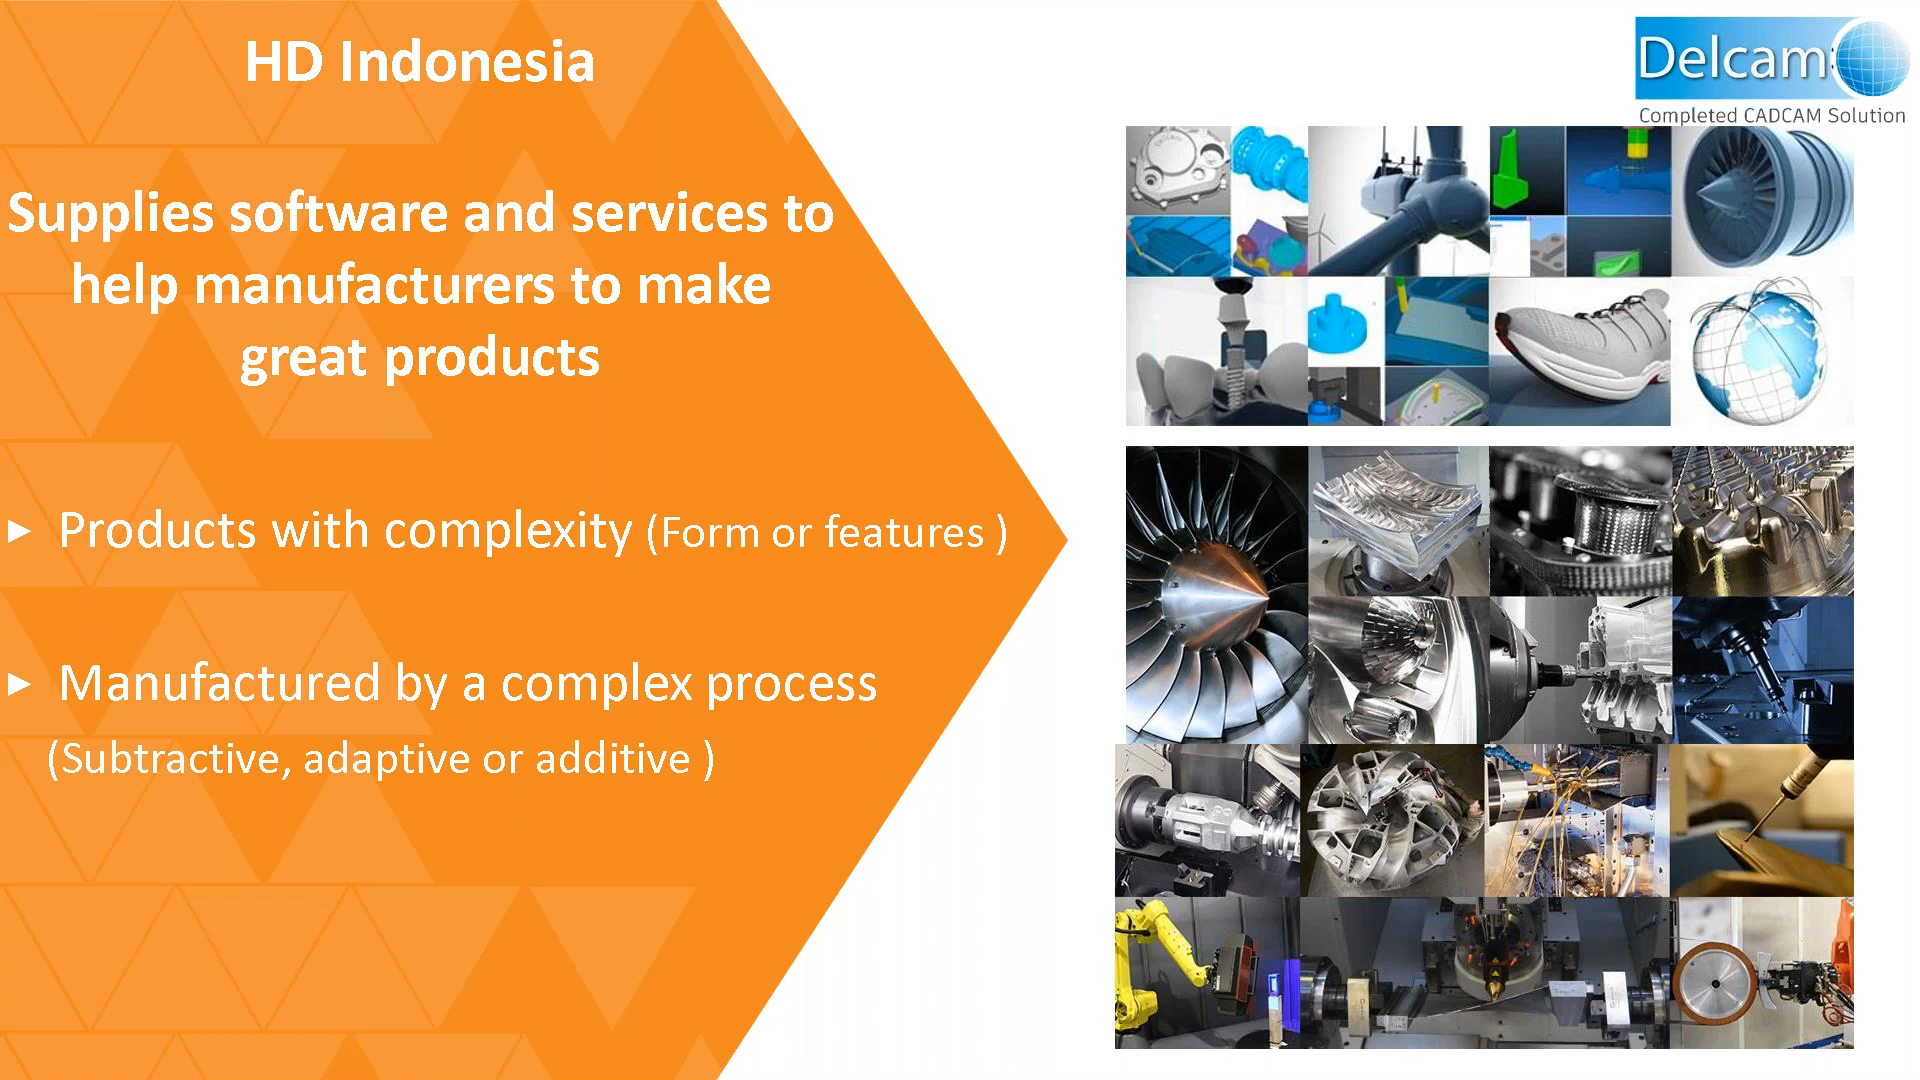 HD Indonesia
Delcam
Completed CADCAM Solution
Supplies software and services to
help manufacturers to make
great products
► Products with complexity (Form or features )
► Manufactured by a complex process
(Subtractive, adaptive or additive )